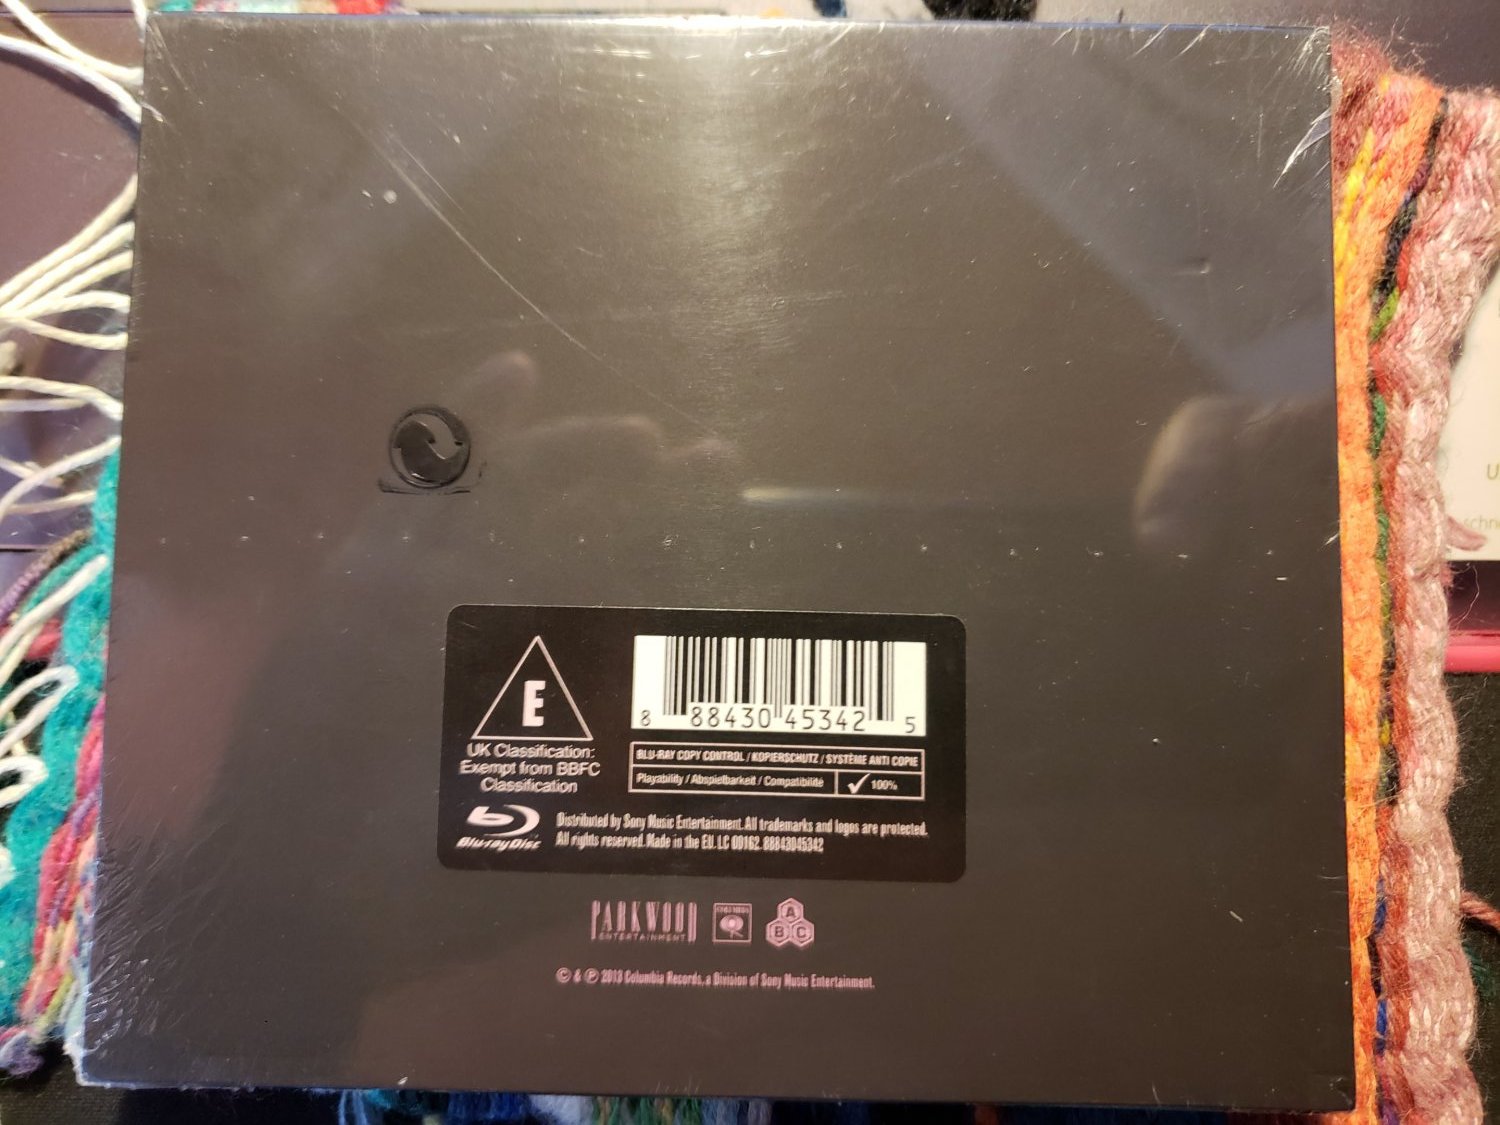 E
UK Classification:
Exempt from BBFC
Classification
8 88430 45342 5
BLU-RAY COPY CONTROL / KOPIERSCHUTZ / SYSTÈME ANTI COPIE
Playability / Abspielbarkeit / Compatibilité
100%
Blu-ray Disc
Distributed by Sony Music Entertainment. All trademarks and logos are protected.
All rights reserved. Made in the EU. LC 00162. 88843045342
PARKWOOD
ENTERTAINMENT
COLUMBIA
A
B C
© & ℗ 2013 Columbia Records, a Division of Sony Music Entertainment.